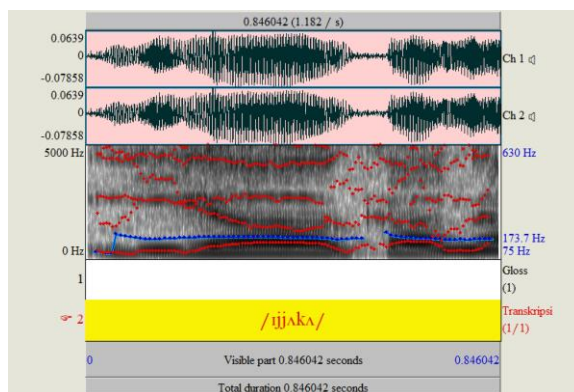 0.846042 (1.182 / s)
0.0639
0
-0.07858
Ch 1
0.0639
0
-0.07858
Ch 2
5000 Hz
0 Hz
630 Hz
173.7 Hz
75 Hz
1
Gloss
(1)
2
/ɪjjʌkʌ/
Transkripsi
(1/1)
0 Visible part 0.846042 seconds 0.846042
Total duration 0.846042 seconds